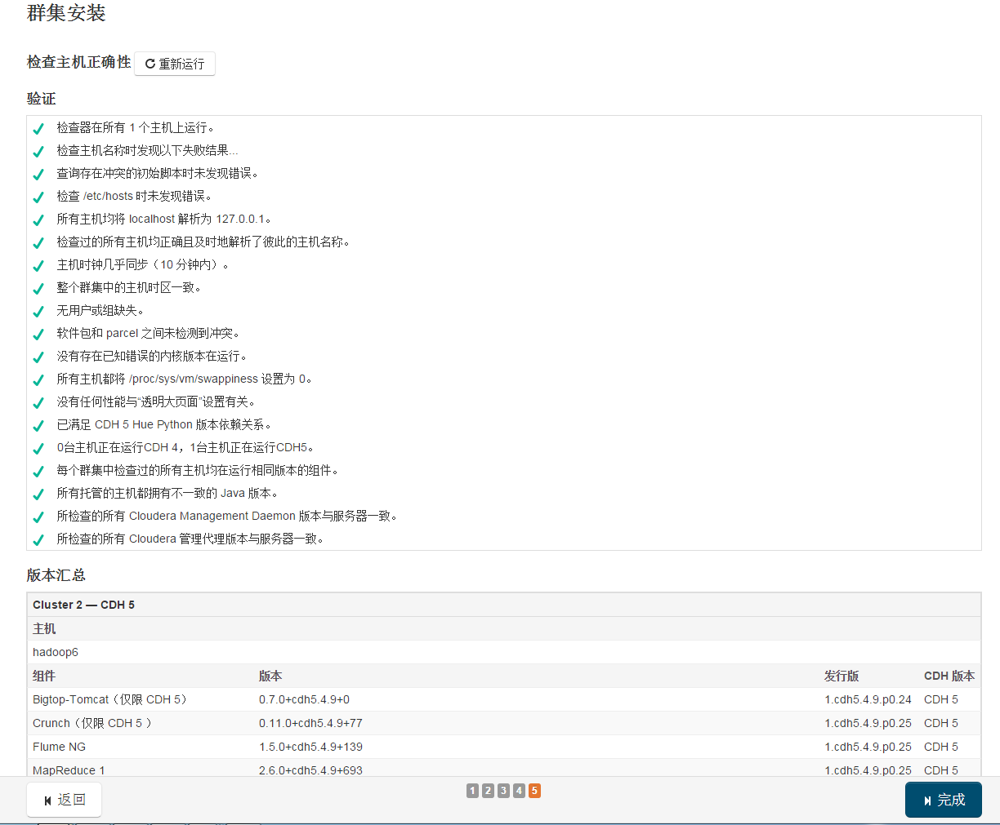 群集安装
检查主机正确性 重新运行
验证
检查器在所有 1 个主机上运行。
检查主机名称时发现以下失败结果...
查询存在冲突的初始脚本时未发现错误。
检查 /etc/hosts 时未发现错误。
所有主机均将 localhost 解析为 127.0.0.1。
检查过的所有主机均正确且及时地解析了彼此的主机名称。
主机时钟几乎同步（10 分钟内）。
整个群集中的主机时区一致。
无用户或组缺失。
软件包和 parcel 之间未检测到冲突。
没有存在已知错误的内核版本在运行。
所有主机都将 /proc/sys/vm/swappiness 设置为 0。
没有任何性能与“透明大页面”设置有关。
已满足 CDH 5 Hue Python 版本依赖关系。
0台主机正在运行CDH 4，1台主机正在运行CDH5。
每个群集中检查过的所有主机均在运行相同版本的组件。
所有托管的主机都拥有不一致的 Java 版本。
所检查的所有 Cloudera Management Daemon 版本与服务器一致。
所检查的所有 Cloudera 管理代理版本与服务器一致。
版本汇总
Cluster 2 — CDH 5
主机
hadoop6
组件 版本 发行版 CDH 版本
Bigtop-Tomcat（仅限 CDH 5） 0.7.0+cdh5.4.9+0 1.cdh5.4.9.p0.24 CDH 5
Crunch（仅限 CDH 5 ） 0.11.0+cdh5.4.9+77 1.cdh5.4.9.p0.25 CDH 5
Flume NG 1.5.0+cdh5.4.9+139 1.cdh5.4.9.p0.25 CDH 5
MapReduce 1 2.6.0+cdh5.4.9+693 1.cdh5.4.9.p0.25 CDH 5
返回 1 2 3 4 5 完成